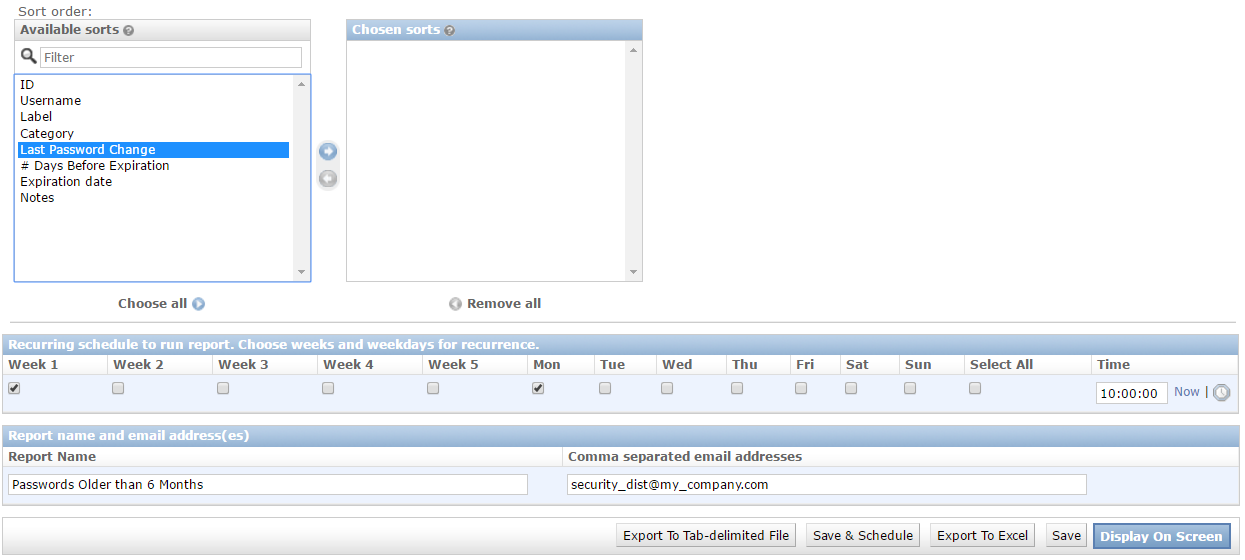 Sort order:
Available sorts ?
Chosen sorts ?
Filter
ID
Username
Label
Category
Last Password Change
# Days Before Expiration
Expiration date
Notes
Choose all
Remove all
Recurring schedule to run report. Choose weeks and weekdays for recurrence.
Week 1 Week 2 Week 3 Week 4 Week 5 Mon Tue Wed Thu Fri Sat Sun Select All Time
10:00:00 Now |
Report name and email address(es)
Report Name Comma separated email addresses
Passwords Older than 6 Months security_dist@my_company.com
Export To Tab-delimited File Save & Schedule Export To Excel Save Display On Screen